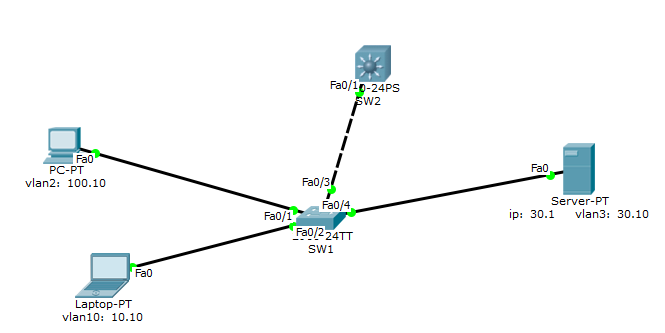 Fa0/1
0-24PS
SW2
Fa0
PC-PT
vlan2：100.10
Fa0/3
Fa0
Server-PT
ip：30.1 vlan3：30.10
Fa0/1
Fa0/4
Fa0/2
24TT
SW1
Fa0
Laptop-PT
vlan10：10.10